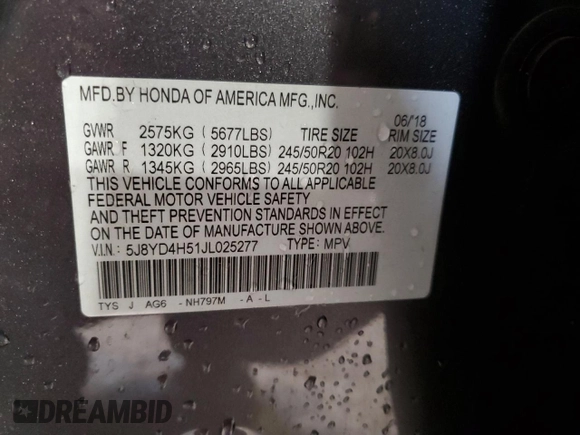 MFD.BY HONDA OF AMERICA MFG.,INC.
06/18
GVWR 2575KG (5677LBS) TIRE SIZE RIM SIZE
GAWR F 1320KG (2910LBS) 245/50R20 102H 20X8.0J
GAWR R 1345KG (2965LBS) 245/50R20 102H 20X8.0J
THIS VEHICLE CONFORMS TO ALL APPLICABLE
FEDERAL MOTOR VEHICLE SAFETY
AND THEFT PREVENTION STANDARDS IN EFFECT
ON THE DATE OF MANUFACTURE SHOWN ABOVE.
V.I.N.: 5J8YD4H51JL025277 TYPE: MPV
TYS J AG6 -NH797M -A -L
DREAMBID